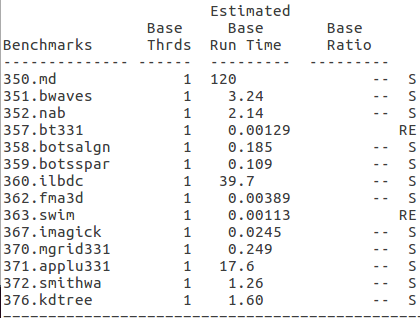 Estimated
                Base     Base        Base
Benchmarks      Thrds  Run Time      Ratio
-------------- ------  ---------  ---------
350.md              1  120               --  S
351.bwaves          1    3.24            --  S
352.nab             1    2.14            --  S
357.bt331           1    0.00129            RE
358.botsalgn        1    0.185           --  S
359.botsspar        1    0.109           --  S
360.ilbdc           1   39.7             --  S
362.fma3d           1    0.00389         --  S
363.swim            1    0.00113            RE
367.imagick         1    0.0245          --  S
370.mgrid331        1    0.249           --  S
371.applu331        1   17.6             --  S
372.smithwa         1    1.26            --  S
376.kdtree          1    1.60            --  S